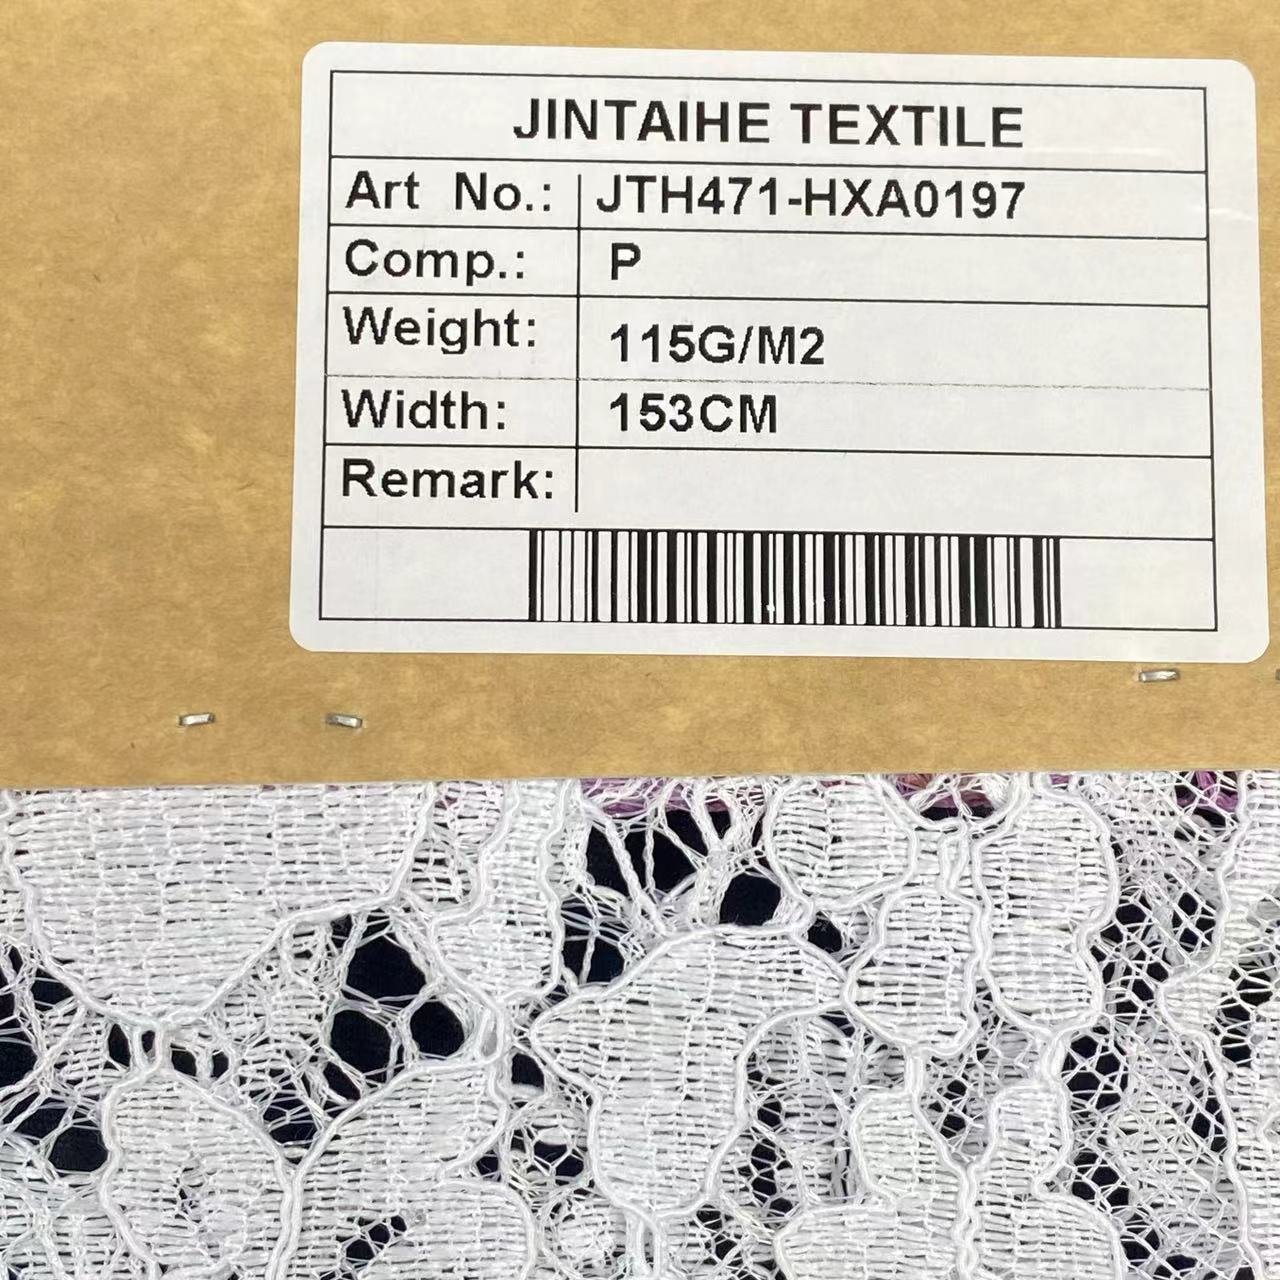 JINTAIHE TEXTILE
Art No.: JTH471-HXA0197
Comp.: P
Weight: 115G/M2
Width: 153CM
Remark: